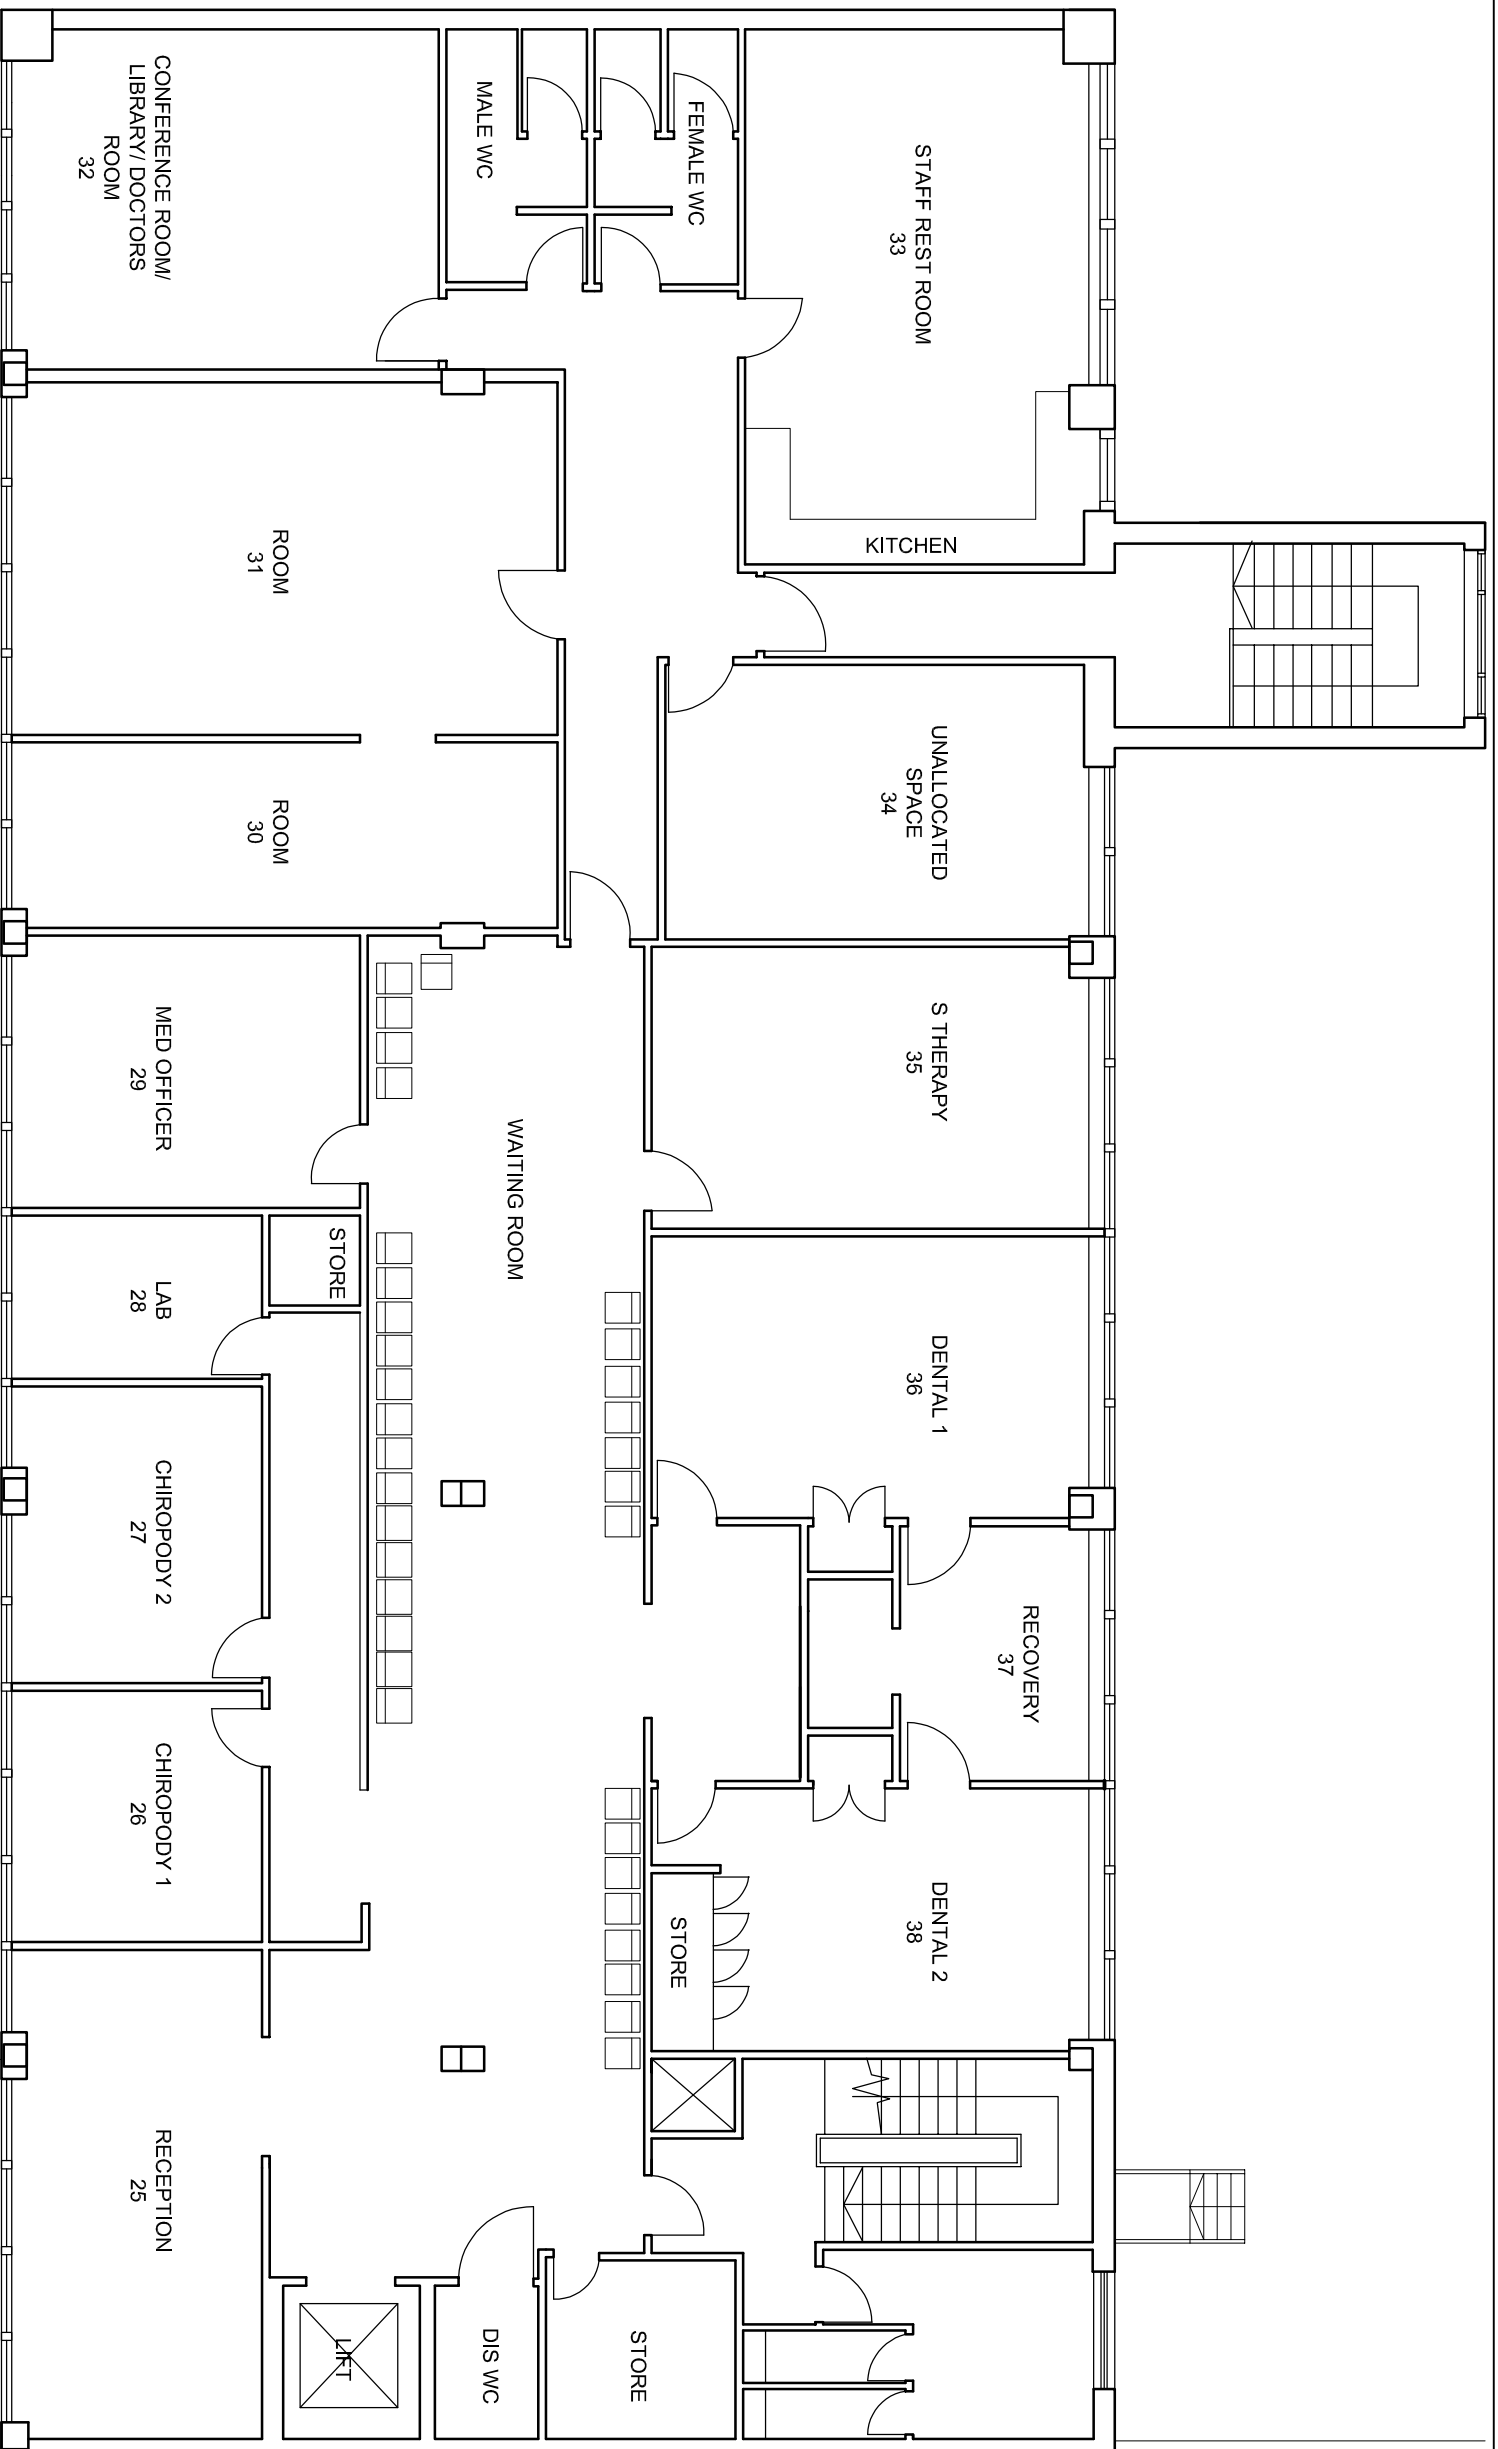 CONFERENCE ROOM/
LIBRARY/ DOCTORS
ROOM
32
MALE WC
FEMALE WC
STAFF REST ROOM
33
KITCHEN
ROOM
31
ROOM
30
UNALLOCATED
SPACE
34
S THERAPY
35
MED OFFICER
29
WAITING ROOM
STORE
LAB
28
DENTAL 1
36
CHIROPODY 2
27
RECOVERY
37
CHIROPODY 1
26
DENTAL 2
38
STORE
RECEPTION
25
LIFT
DIS WC
STORE